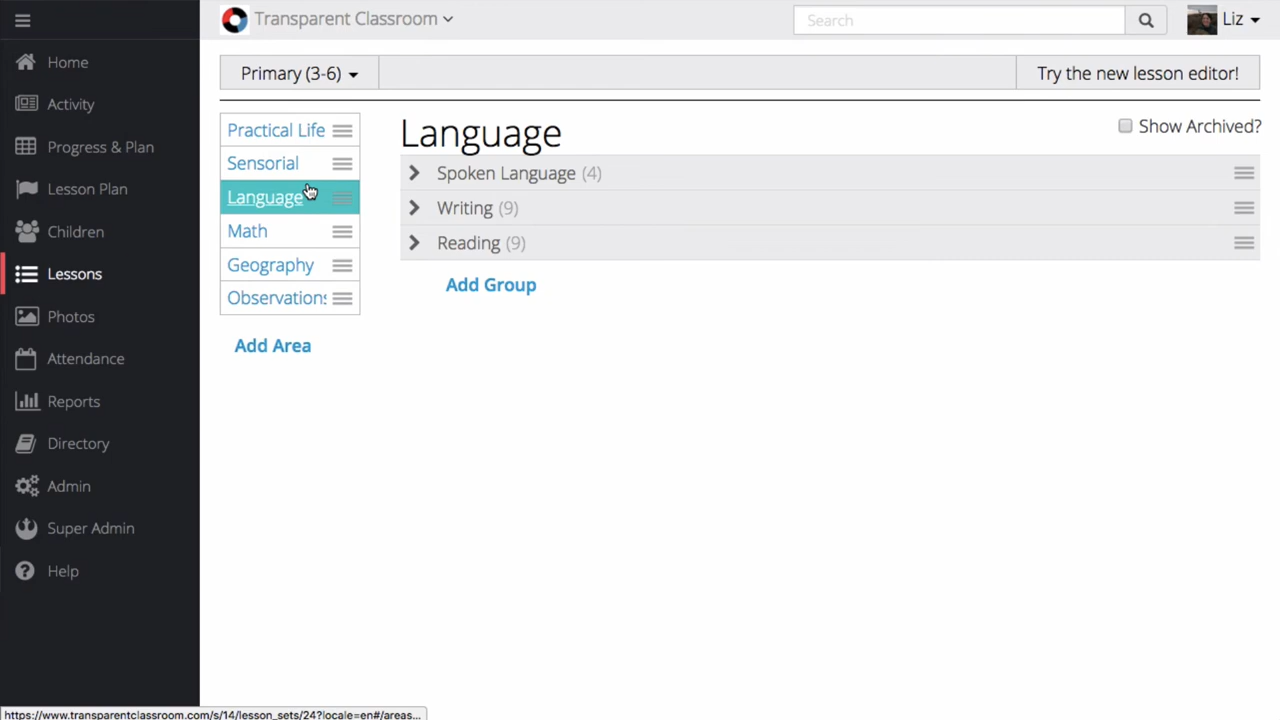 Transparent Classroom
Search
Liz
Home
Activity
Progress & Plan
Lesson Plan
Children
Lessons
Photos
Attendance
Reports
Directory
Admin
Super Admin
Help
Primary (3-6)
Try the new lesson editor!
Practical Life
Sensorial
Language
Math
Geography
Observations
Add Area
Language
Show Archived?
Spoken Language (4)
Writing (9)
Reading (9)
Add Group
https://www.transparentclassroom.com/s/14/lesson_sets/24?locale=en#/areas...